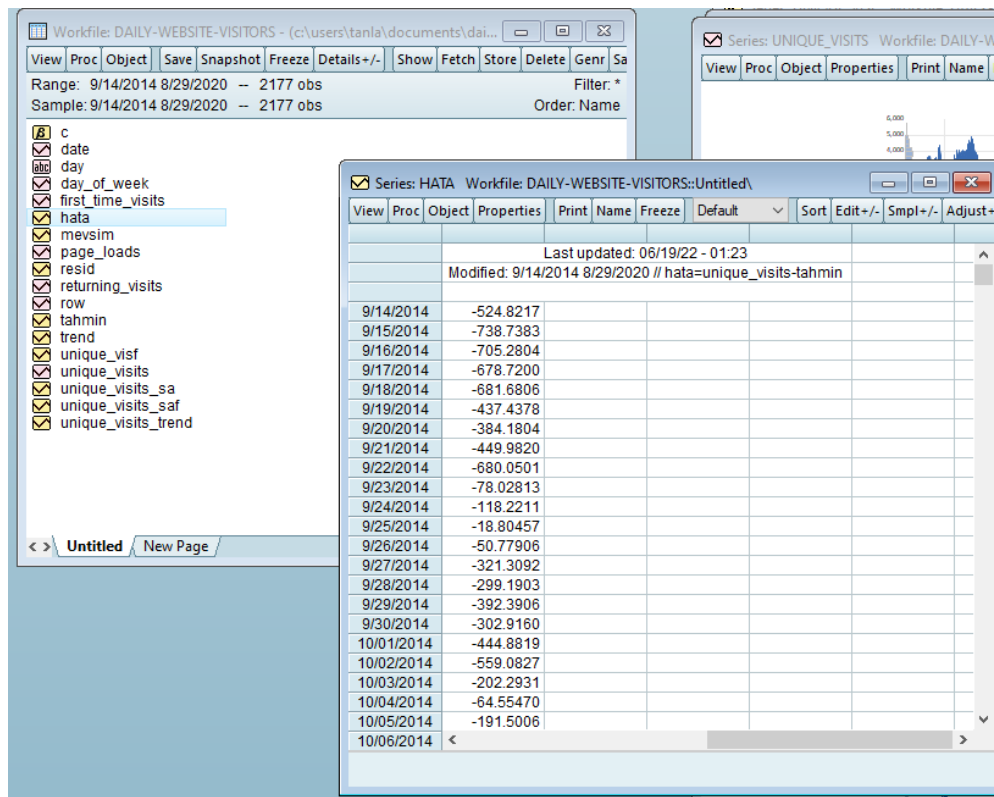 Workfile: DAILY-WEBSITE-VISITORS - (c:\users\tanla\documents\dai...
View Proc Object Save Snapshot Freeze Details+/- Show Fetch Store Delete Genr Sa
Range: 9/14/2014 8/29/2020 -- 2177 obs Filter: *
Sample: 9/14/2014 8/29/2020 -- 2177 obs Order: Name
c
date
abc day
day_of_week
first_time_visits
hata
mevsim
page_loads
resid
returning_visits
row
tahmin
trend
unique_visf
unique_visits
unique_visits_sa
unique_visits_saf
unique_visits_trend
Untitled New Page
Series: UNIQUE_VISITS Workfile: DAILY-W
View Proc Object Properties Print Name
6,000
5,000
4,000
Series: HATA Workfile: DAILY-WEBSITE-VISITORS::Untitled\
View Proc Object Properties Print Name Freeze Default Sort Edit+/- Smpl+/- Adjust+
Last updated: 06/19/22 - 01:23
Modified: 9/14/2014 8/29/2020 // hata=unique_visits-tahmin
9/14/2014 -524.8217
9/15/2014 -738.7383
9/16/2014 -705.2804
9/17/2014 -678.7200
9/18/2014 -681.6806
9/19/2014 -437.4378
9/20/2014 -384.1804
9/21/2014 -449.9820
9/22/2014 -680.0501
9/23/2014 -78.02813
9/24/2014 -118.2211
9/25/2014 -18.80457
9/26/2014 -50.77906
9/27/2014 -321.3092
9/28/2014 -299.1903
9/29/2014 -392.3906
9/30/2014 -302.9160
10/01/2014 -444.8819
10/02/2014 -559.0827
10/03/2014 -202.2931
10/04/2014 -64.55470
10/05/2014 -191.5006
10/06/2014